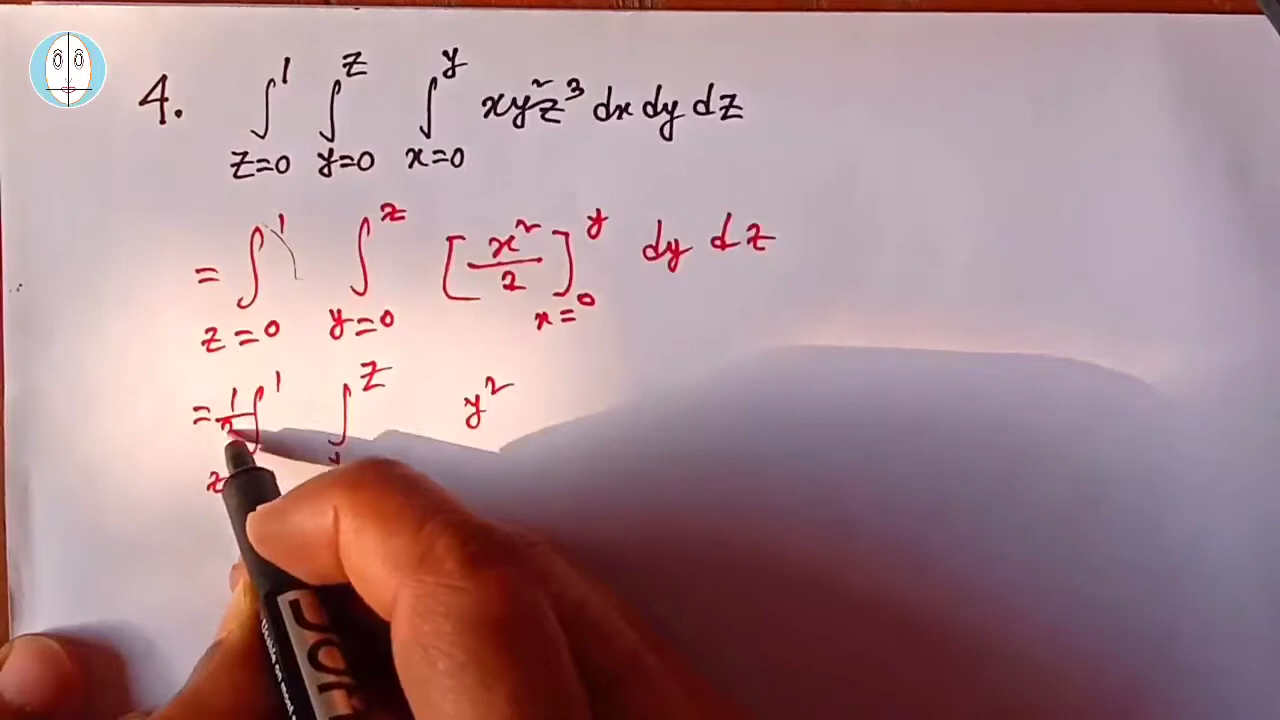 4. ∫_{z=0}^{1} ∫_{y=0}^{z} ∫_{x=0}^{y} xy²z³ dx dy dz
= ∫_{z=0}^{1} ∫_{y=0}^{z} [x²/2]_{x=0}^{y} dy dz
= 1/2 ∫_{z}^{1} ∫^{z} y²